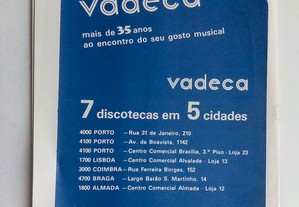 vadeca
mais de 35 anos
ao encontro do seu gosto musical
vadeca
7 discotecas em 5 cidades
4000 PORTO — Rua 31 de Janeiro, 210
4100 PORTO — Av. da Boavista, 1142
4100 PORTO — Centro Comercial Brasília, 3.º Piso - Loja 23
1700 LISBOA — Centro Comercial Alvalade - Loja 13
3000 COIMBRA — Rua Ferreira Borges, 152
4700 BRAGA — Largo Barão S. Martinho, 14
1800 ALMADA — Centro Comercial Almada - Loja 12